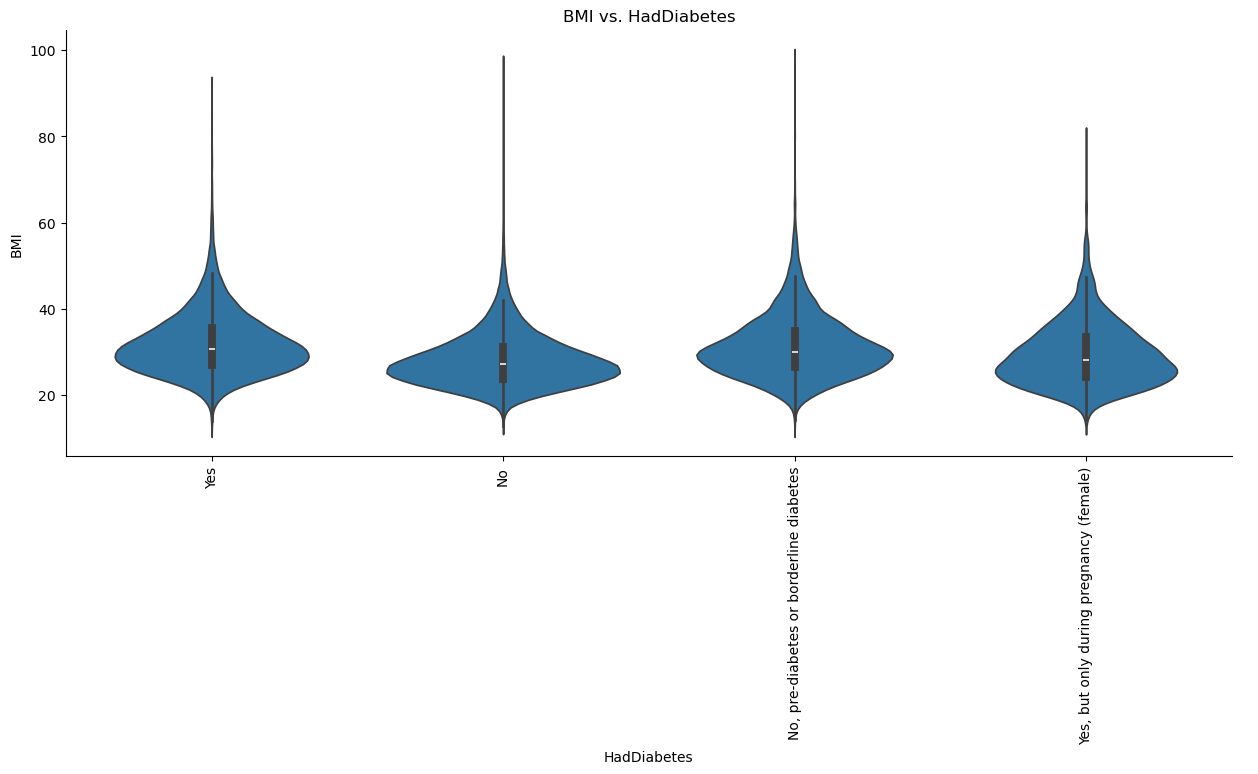 BMI vs. HadDiabetes
100
80
60
40
20
BMI
Yes
No
No, pre-diabetes or borderline diabetes
Yes, but only during pregnancy (female)
HadDiabetes